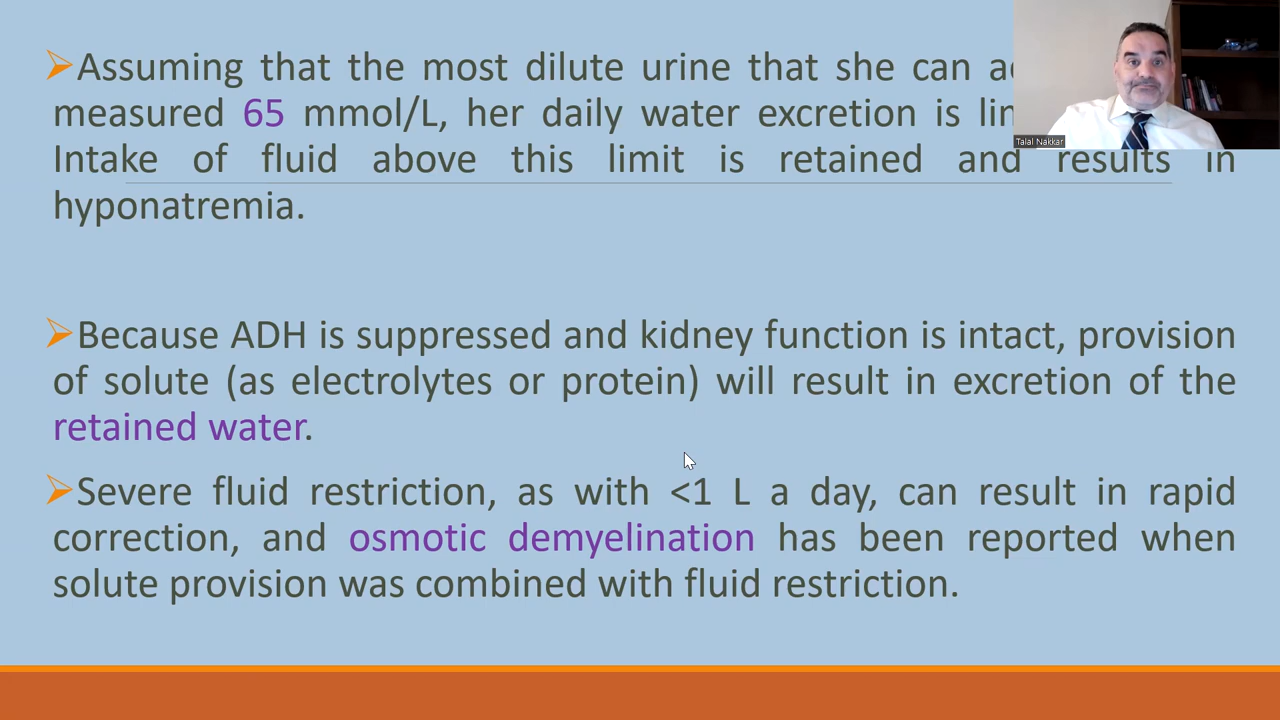 ➢Assuming that the most dilute urine that she can
measured 65 mmol/L, her daily water excretion is
Intake of fluid above this limit is retained and results in
hyponatremia.
➢Because ADH is suppressed and kidney function is intact, provision
of solute (as electrolytes or protein) will result in excretion of the
retained water.
➢Severe fluid restriction, as with <1 L a day, can result in rapid
correction, and osmotic demyelination has been reported when
solute provision was combined with fluid restriction.
Talal Nakkar